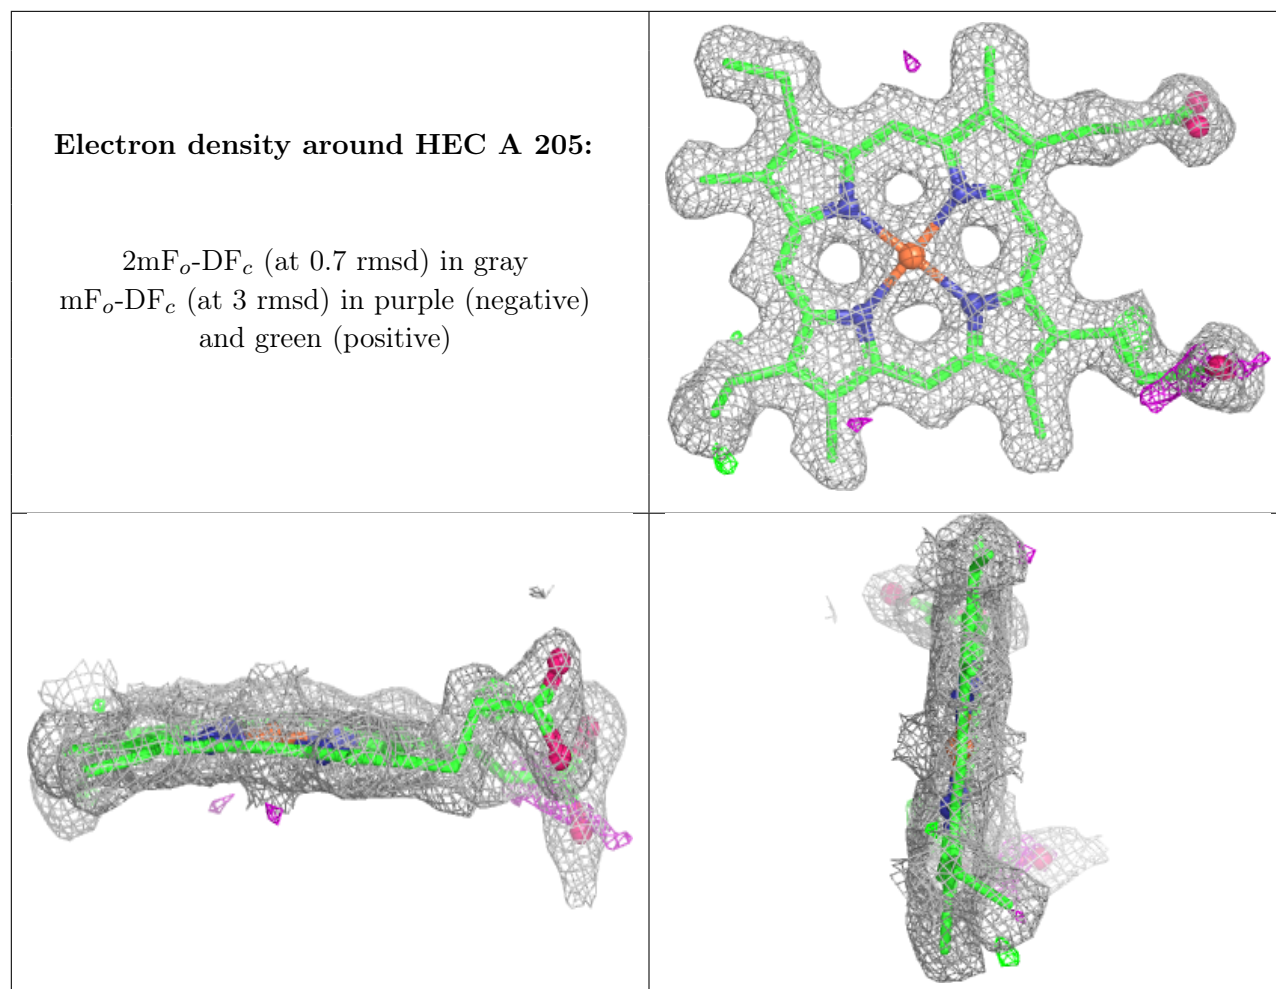 Electron density around HEC A 205:
2mFo-DFc (at 0.7 rmsd) in gray
mFo-DFc (at 3 rmsd) in purple (negative)
and green (positive)